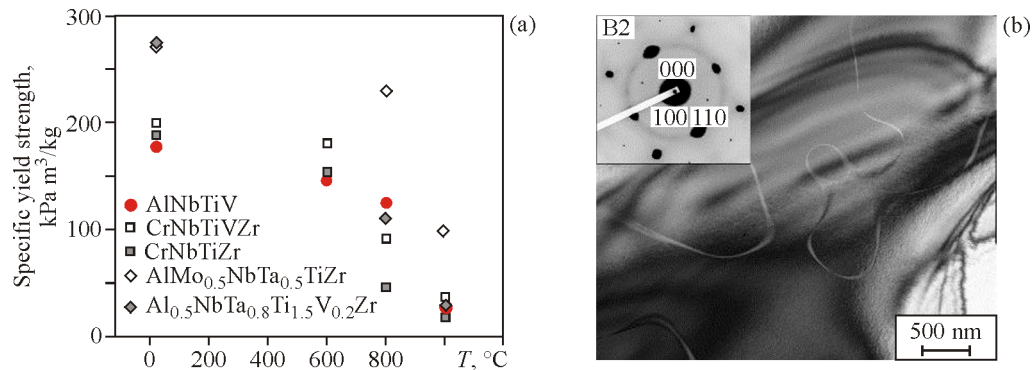 300
(a)
200
100
0
Specific yield strength,
kPa m³/kg
AlNbTiV
CrNbTiVZr
CrNbTiZr
AlMo₀.₅NbTa₀.₅TiZr
Al₀.₅NbTa₀.₈Ti₁.₅V₀.₂Zr
0 200 400 600 800 T, °C
B2
(b)
000
100 110
500 nm